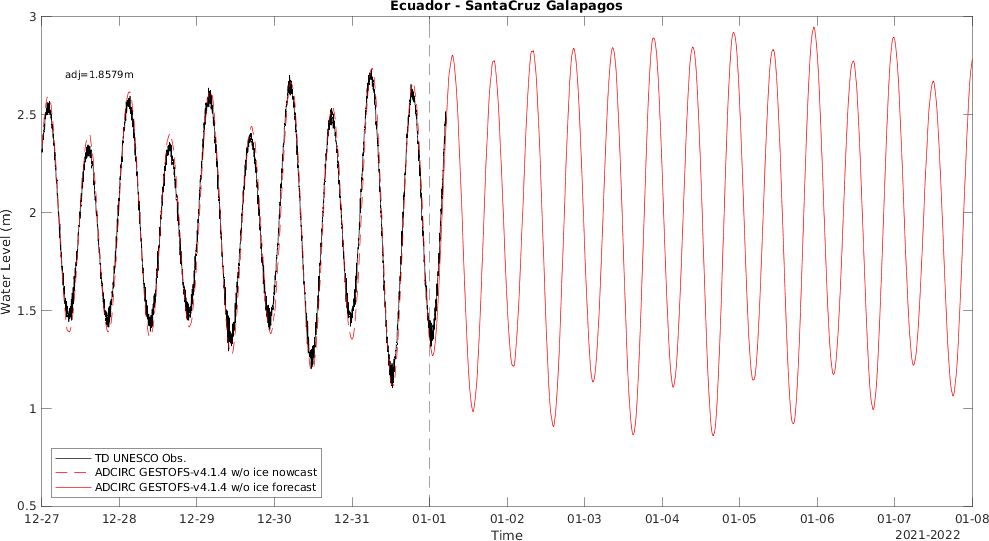 Ecuador - SantaCruz Galapagos
3
adj=1.8579m
2.5
2
Water Level (m)
1.5
1
TD UNESCO Obs.
ADCIRC GESTOFS-v4.1.4 w/o ice nowcast
ADCIRC GESTOFS-v4.1.4 w/o ice forecast
0.5
12-27 12-28 12-29 12-30 12-31 01-01 01-02 01-03 01-04 01-05 01-06 01-07 01-08
Time
2021-2022